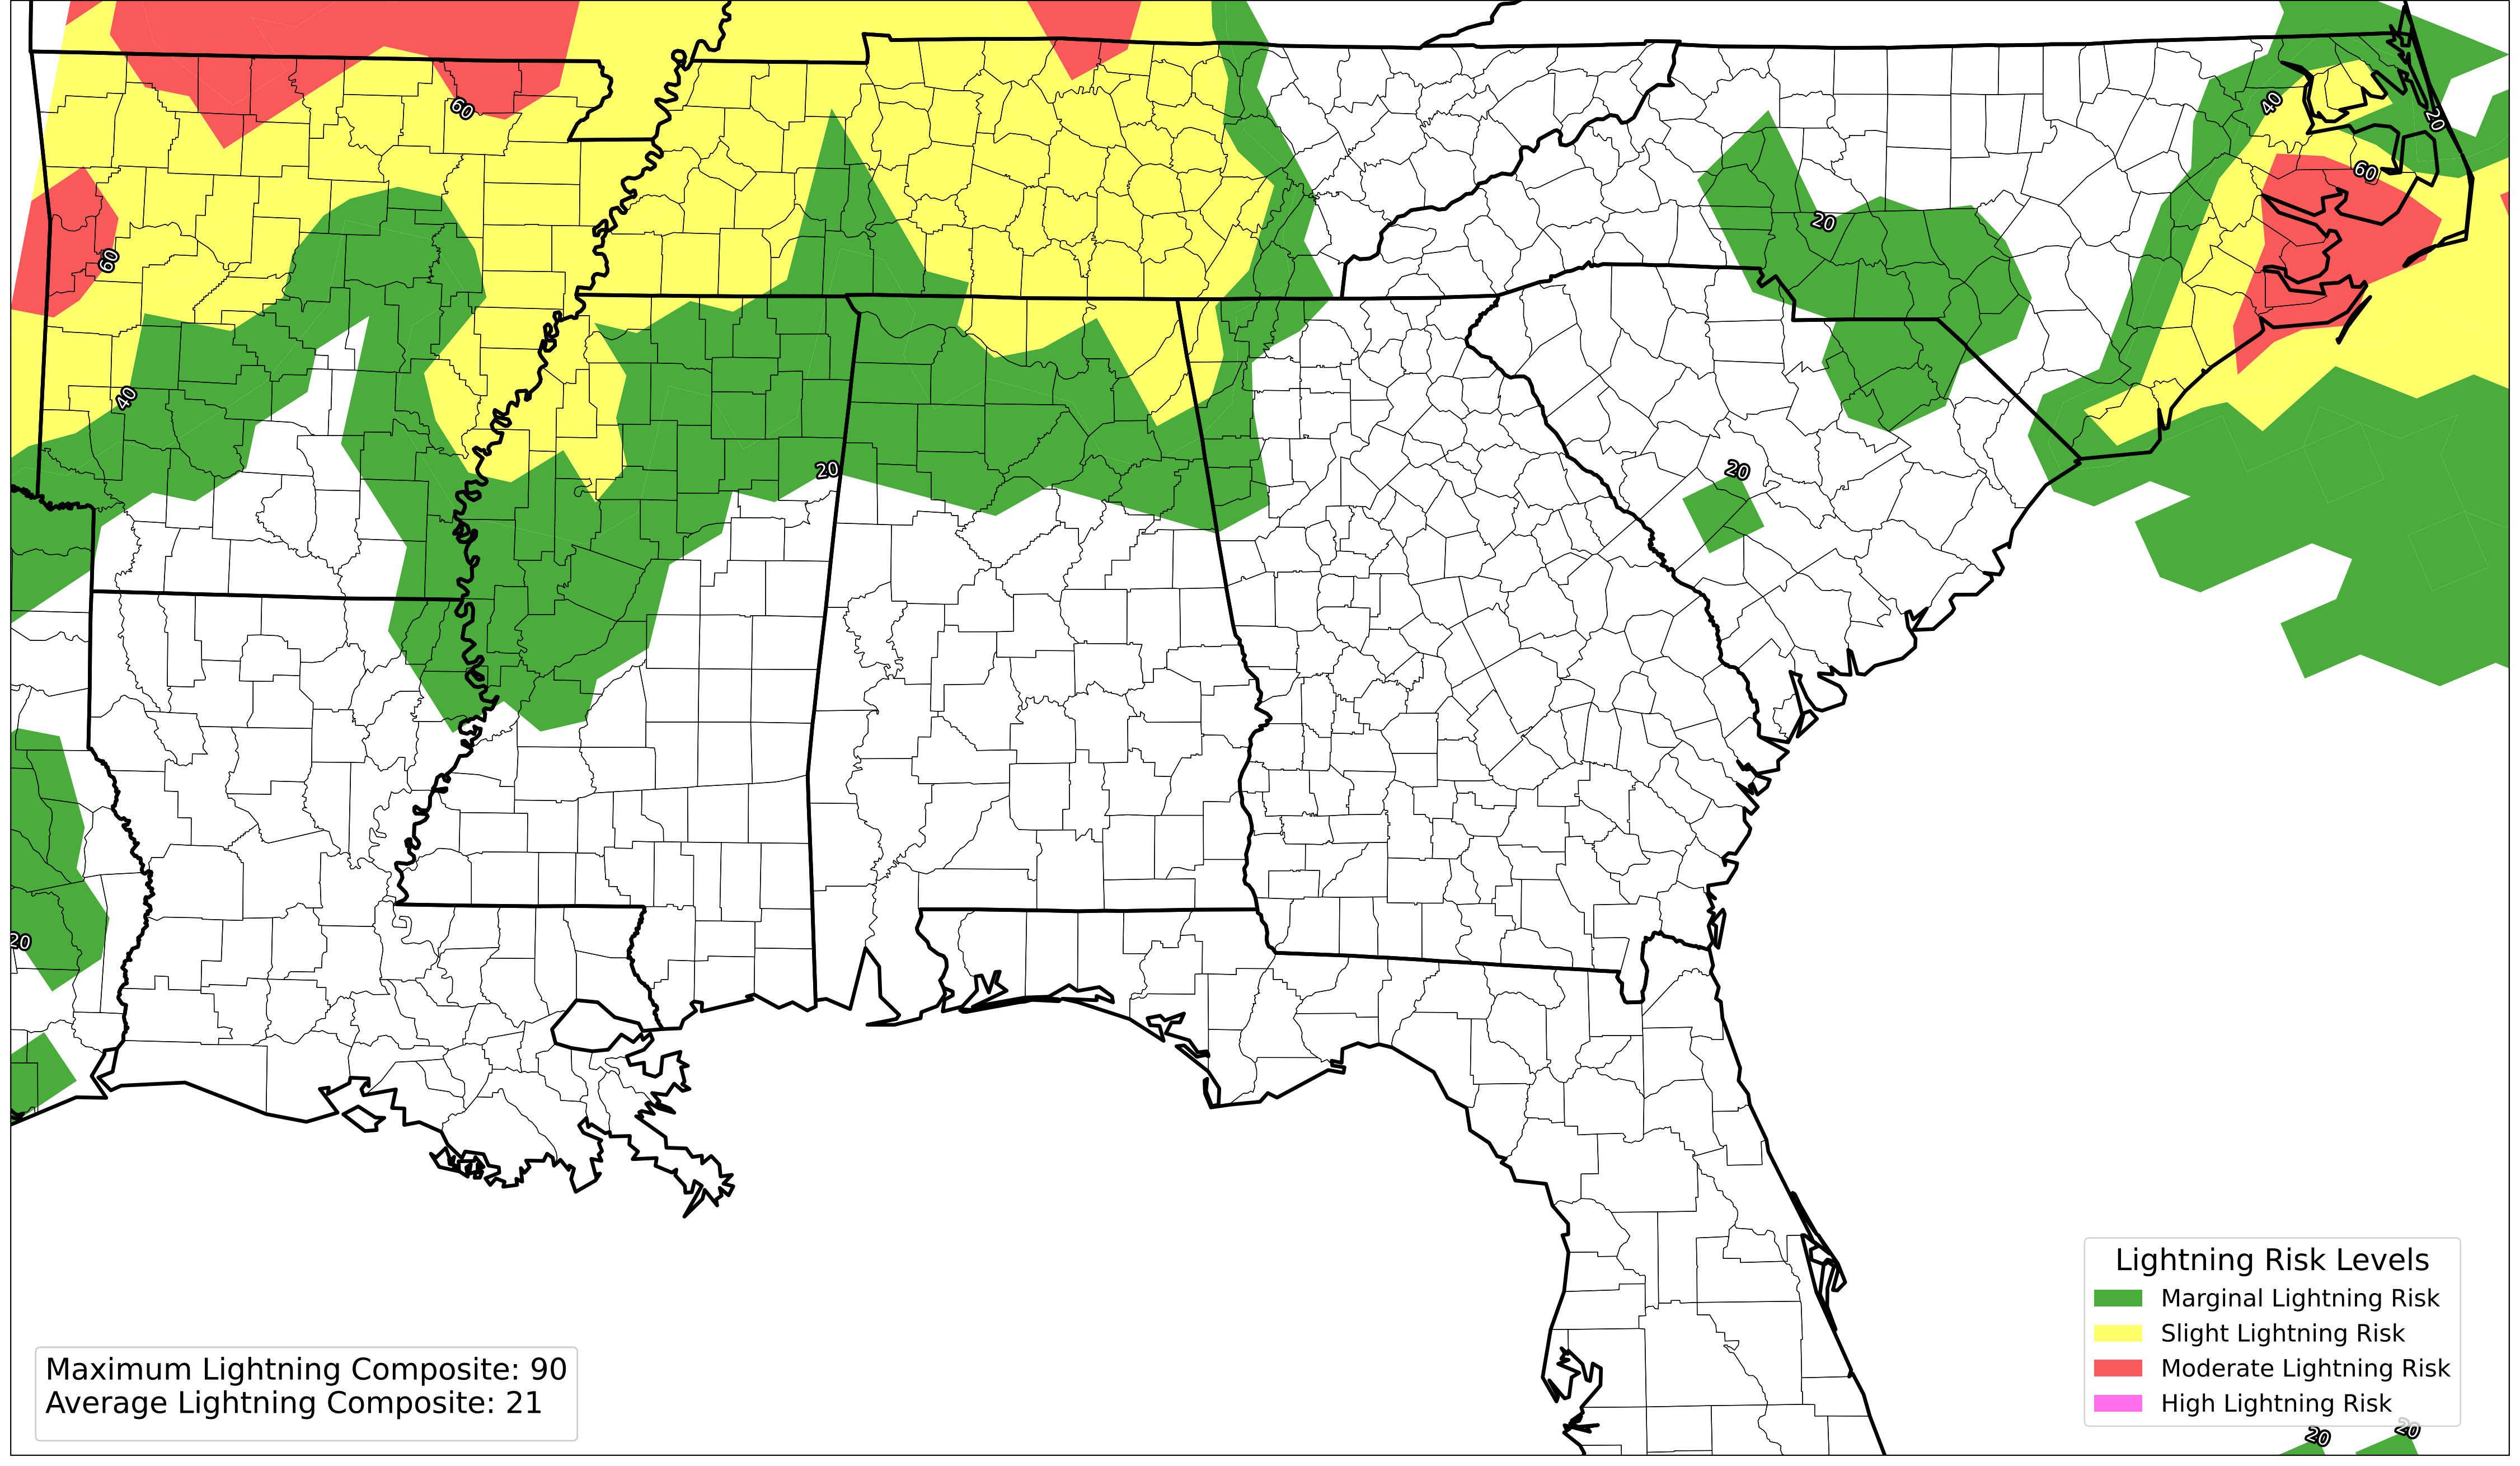 60
40
20
60
20
60
40
20
20
20
Lightning Risk Levels
Marginal Lightning Risk
Slight Lightning Risk
Moderate Lightning Risk
High Lightning Risk
Maximum Lightning Composite: 90
Average Lightning Composite: 21
20
20